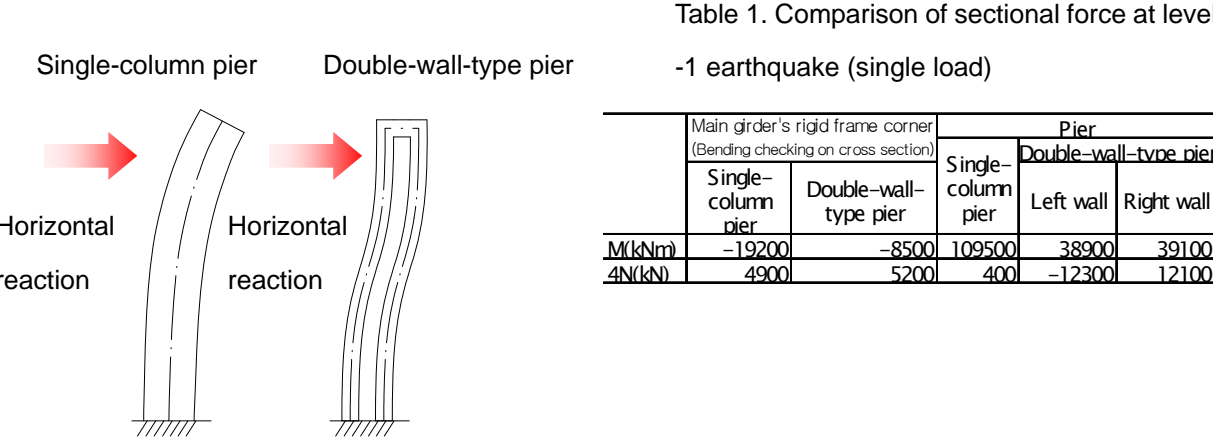 Table 1. Comparison of sectional force at level
-1 earthquake (single load)
Single-column pier
Double-wall-type pier
Horizontal
reaction
Horizontal
reaction
Main girder's rigid frame corner
(Bending checking on cross section)
Pier
Single-
column
pier
Double-wall-
type pier
Single-
column
pier
Double-wall-type pier
Left wall
Right wall
M(kNm) -19200 -8500 109500 38900 39100
4N(kN) 4900 5200 400 -12300 12100